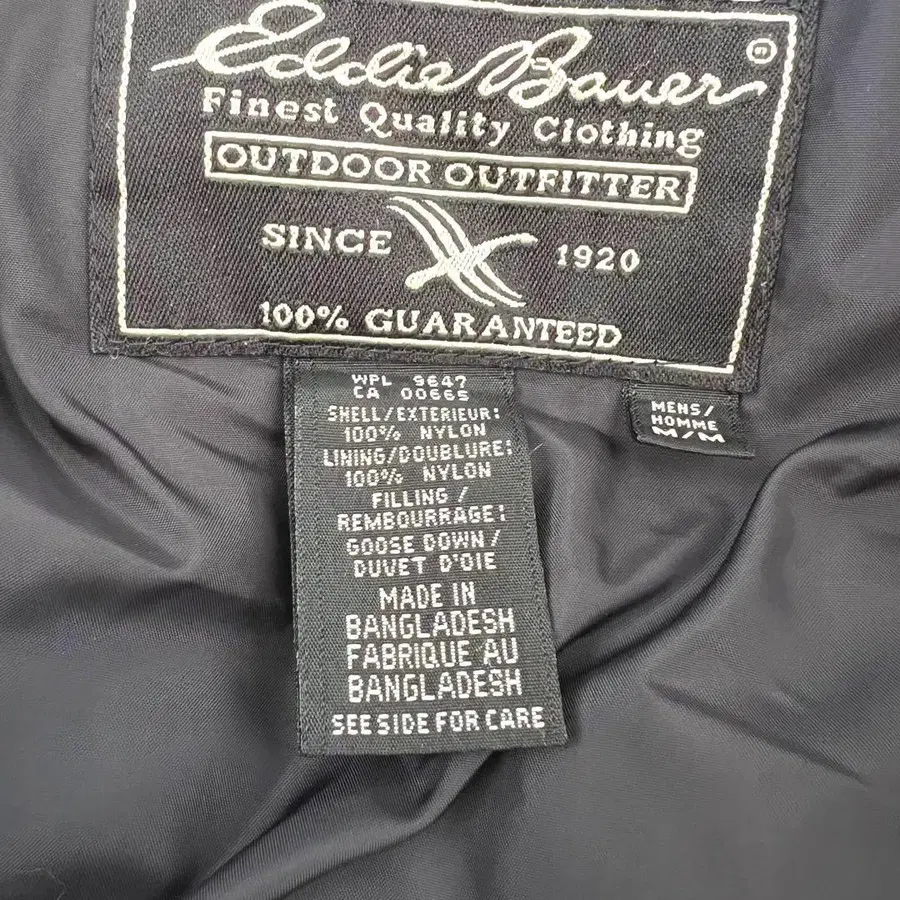 Eddie Bauer ®
Finest Quality Clothing
OUTDOOR OUTFITTER
SINCE 1920
100% GUARANTEED
WPL 9647
CA 00665
SHELL/EXTERIEUR:
100% NYLON
LINING/DOUBLURE:
100% NYLON
FILLING/
REMBOURRAGE:
GOOSE DOWN/
DUVET D'OIE
MADE IN
BANGLADESH
FABRIQUE AU
BANGLADESH
SEE SIDE FOR CARE
MENS/
HOMME
M/M